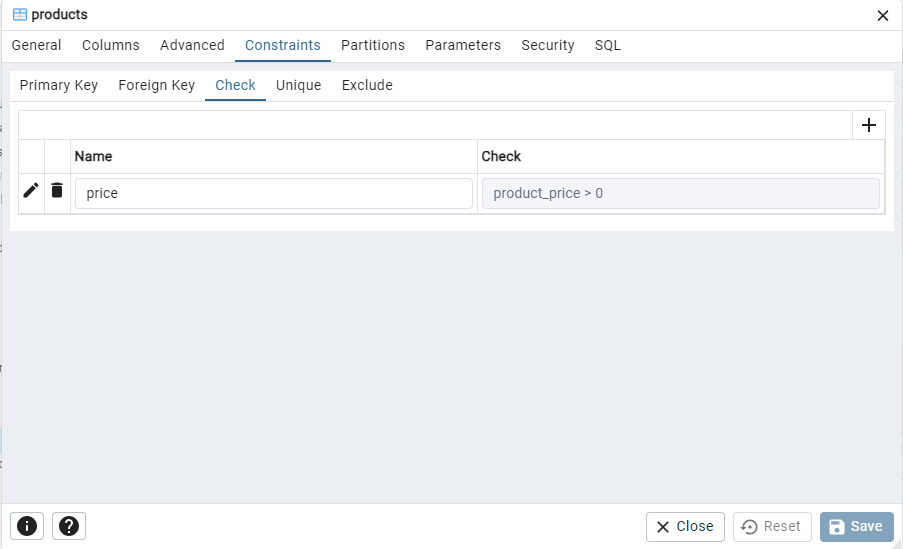 products
General Columns Advanced Constraints Partitions Parameters Security SQL
Primary Key Foreign Key Check Unique Exclude
Name Check
price product_price > 0
Close Reset Save